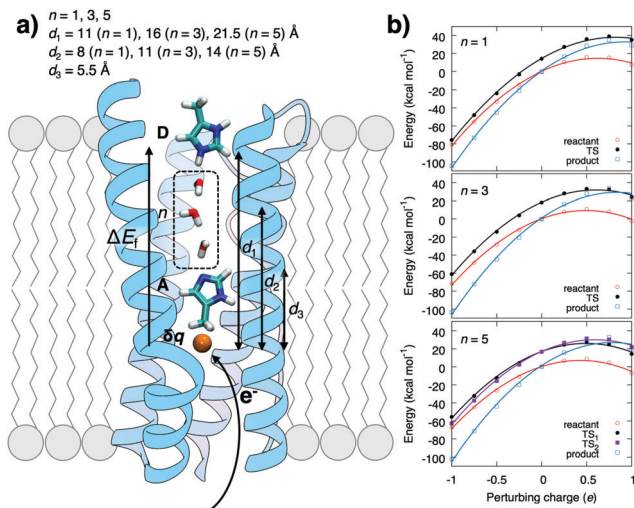 a)
n = 1, 3, 5
d₁ = 11 (n = 1), 16 (n = 3), 21.5 (n = 5) Å
d₂ = 8 (n = 1), 11 (n = 3), 14 (n = 5) Å
d₃ = 5.5 Å
D
n
ΔE_f
A
d₁
d₂
d₃
δq
e⁻
b)
n = 1
Energy (kcal mol⁻¹)
40
20
0
-20
-40
-60
-80
-100
reactant
TS
product
n = 3
Energy (kcal mol⁻¹)
40
20
0
-20
-40
-60
-80
-100
reactant
TS
product
n = 5
Energy (kcal mol⁻¹)
40
20
0
-20
-40
-60
-80
-100
reactant
TS₁
TS₂
product
-1 -0.5 0 0.5 1
Perturbing charge (e)